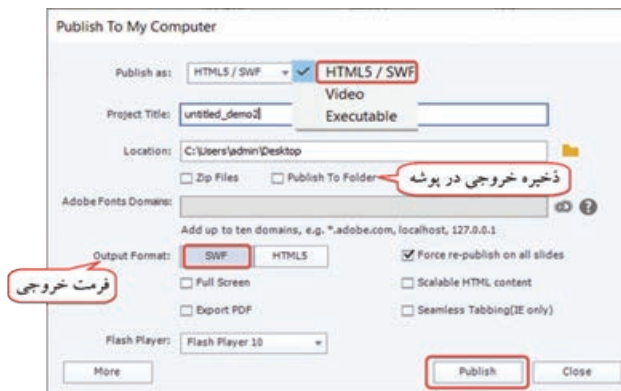 Publish To My Computer
Publish as: HTML5 / SWF HTML5 / SWF
Video
Executable
Project Title: untitled_demo2
Location: C:\Users\admin\Desktop
Zip Files Publish To Folder ذخیره خروجی در پوشه
Adobe Fonts Domains:
Add up to ten domains, e.g. *.adobe.com, localhost, 127.0.0.1
Output Format: SWF HTML5 Force re-publish on all slides
فرمت خروجی Full Screen Scalable HTML content
Export PDF Seamless Tabbing(IE only)
Flash Player: Flash Player 10
More Publish Close